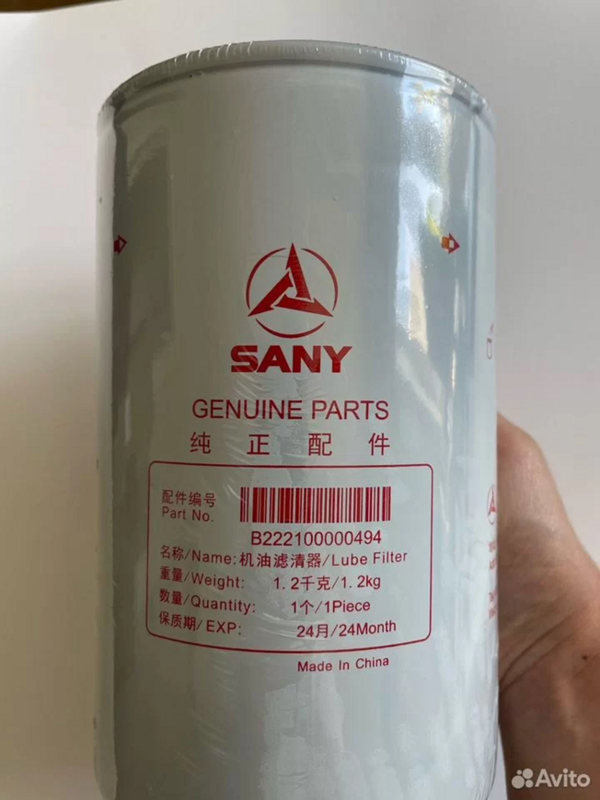 SANY
GENUINE PARTS
纯正配件
配件编号
Part No.
B222100000494
名称/Name: 机油滤清器/Lube Filter
重量/Weight: 1.2千克/1.2kg
数量/Quantity: 1个/1Piece
保质期/EXP: 24月/24Month
Made In China
Avito